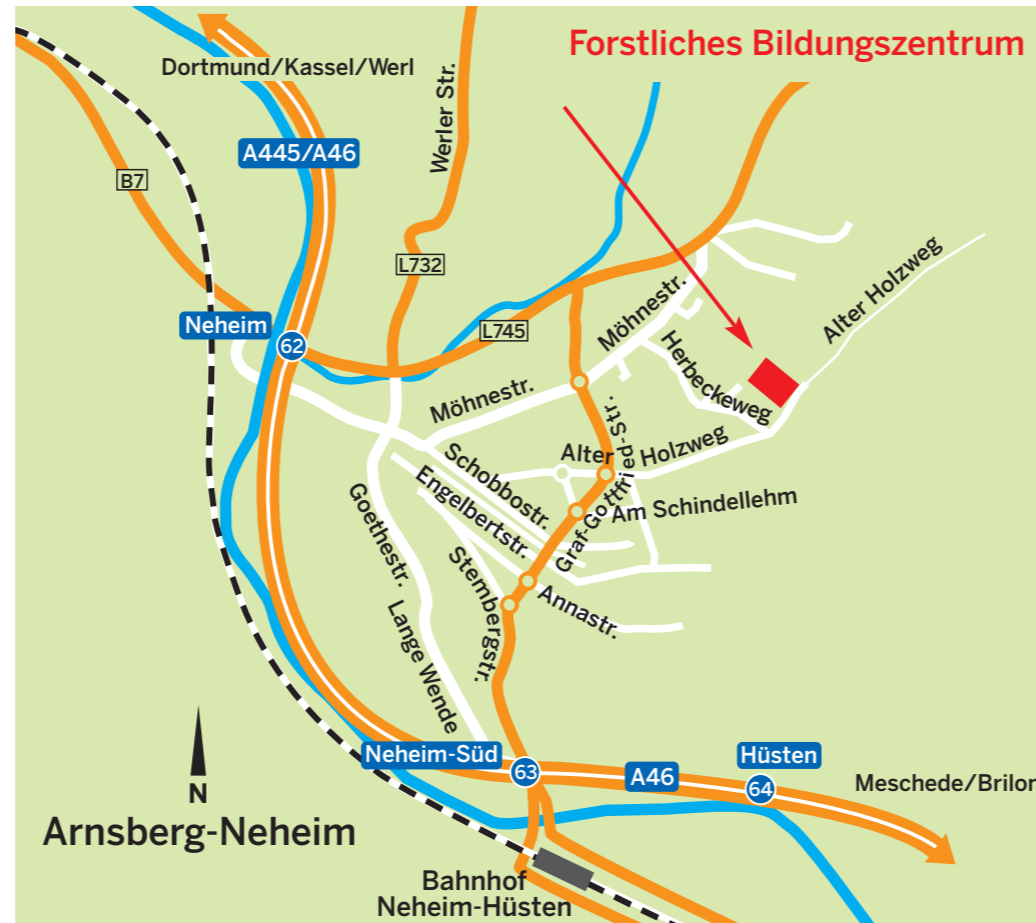 Forstliches Bildungszentrum
Dortmund/Kassel/Werl
Werler Str.
A445/A46
B7
L732
Alter Holzweg
Neheim
62
L745
Möhnestr.
Herbeckeweg
Möhnestr.
Graf-Gottfried-Str.
Alter Holzweg
Schobbostr.
Engelbertstr.
Am Schindellehm
Goethestr.
Stembergstr.
Annastr.
Lange Wende
Neheim-Süd
63
A46
Hüsten
64
Meschede/Brilon
N
Arnsberg-Neheim
Bahnhof
Neheim-Hüsten